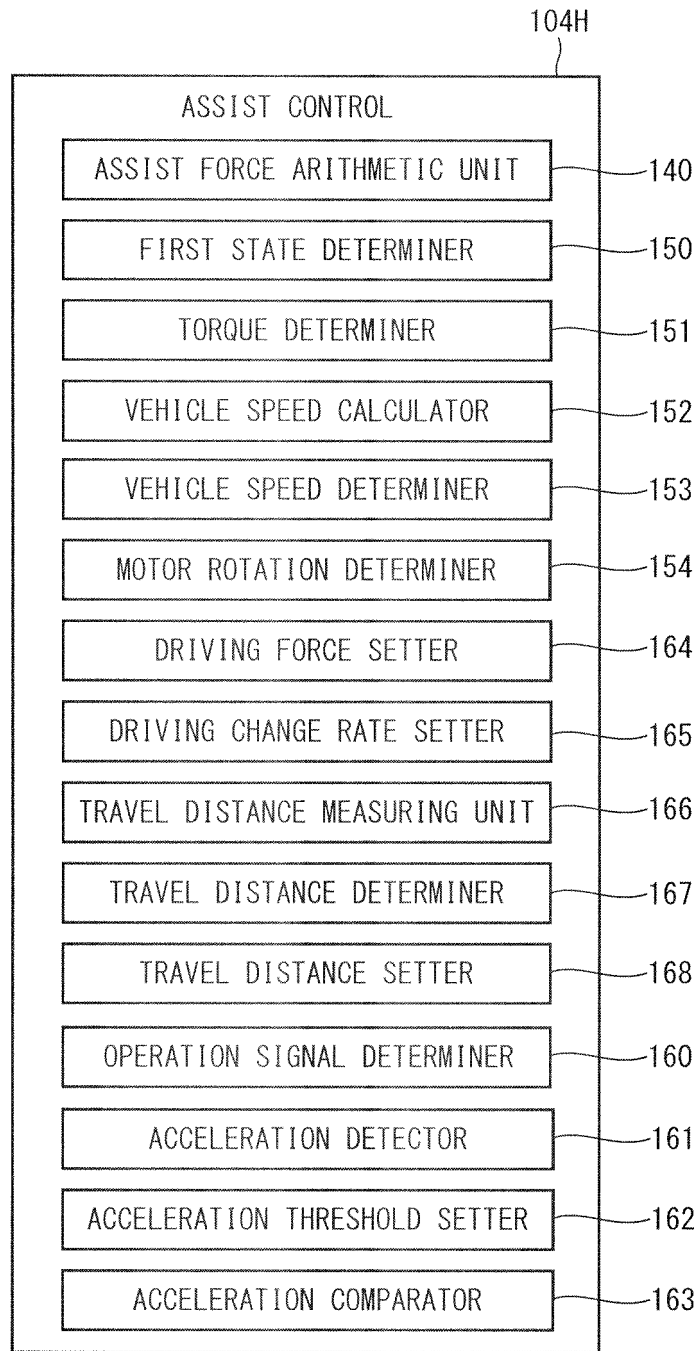 104H
ASSIST CONTROL
ASSIST FORCE ARITHMETIC UNIT 140
FIRST STATE DETERMINER 150
TORQUE DETERMINER 151
VEHICLE SPEED CALCULATOR 152
VEHICLE SPEED DETERMINER 153
MOTOR ROTATION DETERMINER 154
DRIVING FORCE SETTER 164
DRIVING CHANGE RATE SETTER 165
TRAVEL DISTANCE MEASURING UNIT 166
TRAVEL DISTANCE DETERMINER 167
TRAVEL DISTANCE SETTER 168
OPERATION SIGNAL DETERMINER 160
ACCELERATION DETECTOR 161
ACCELERATION THRESHOLD SETTER 162
ACCELERATION COMPARATOR 163